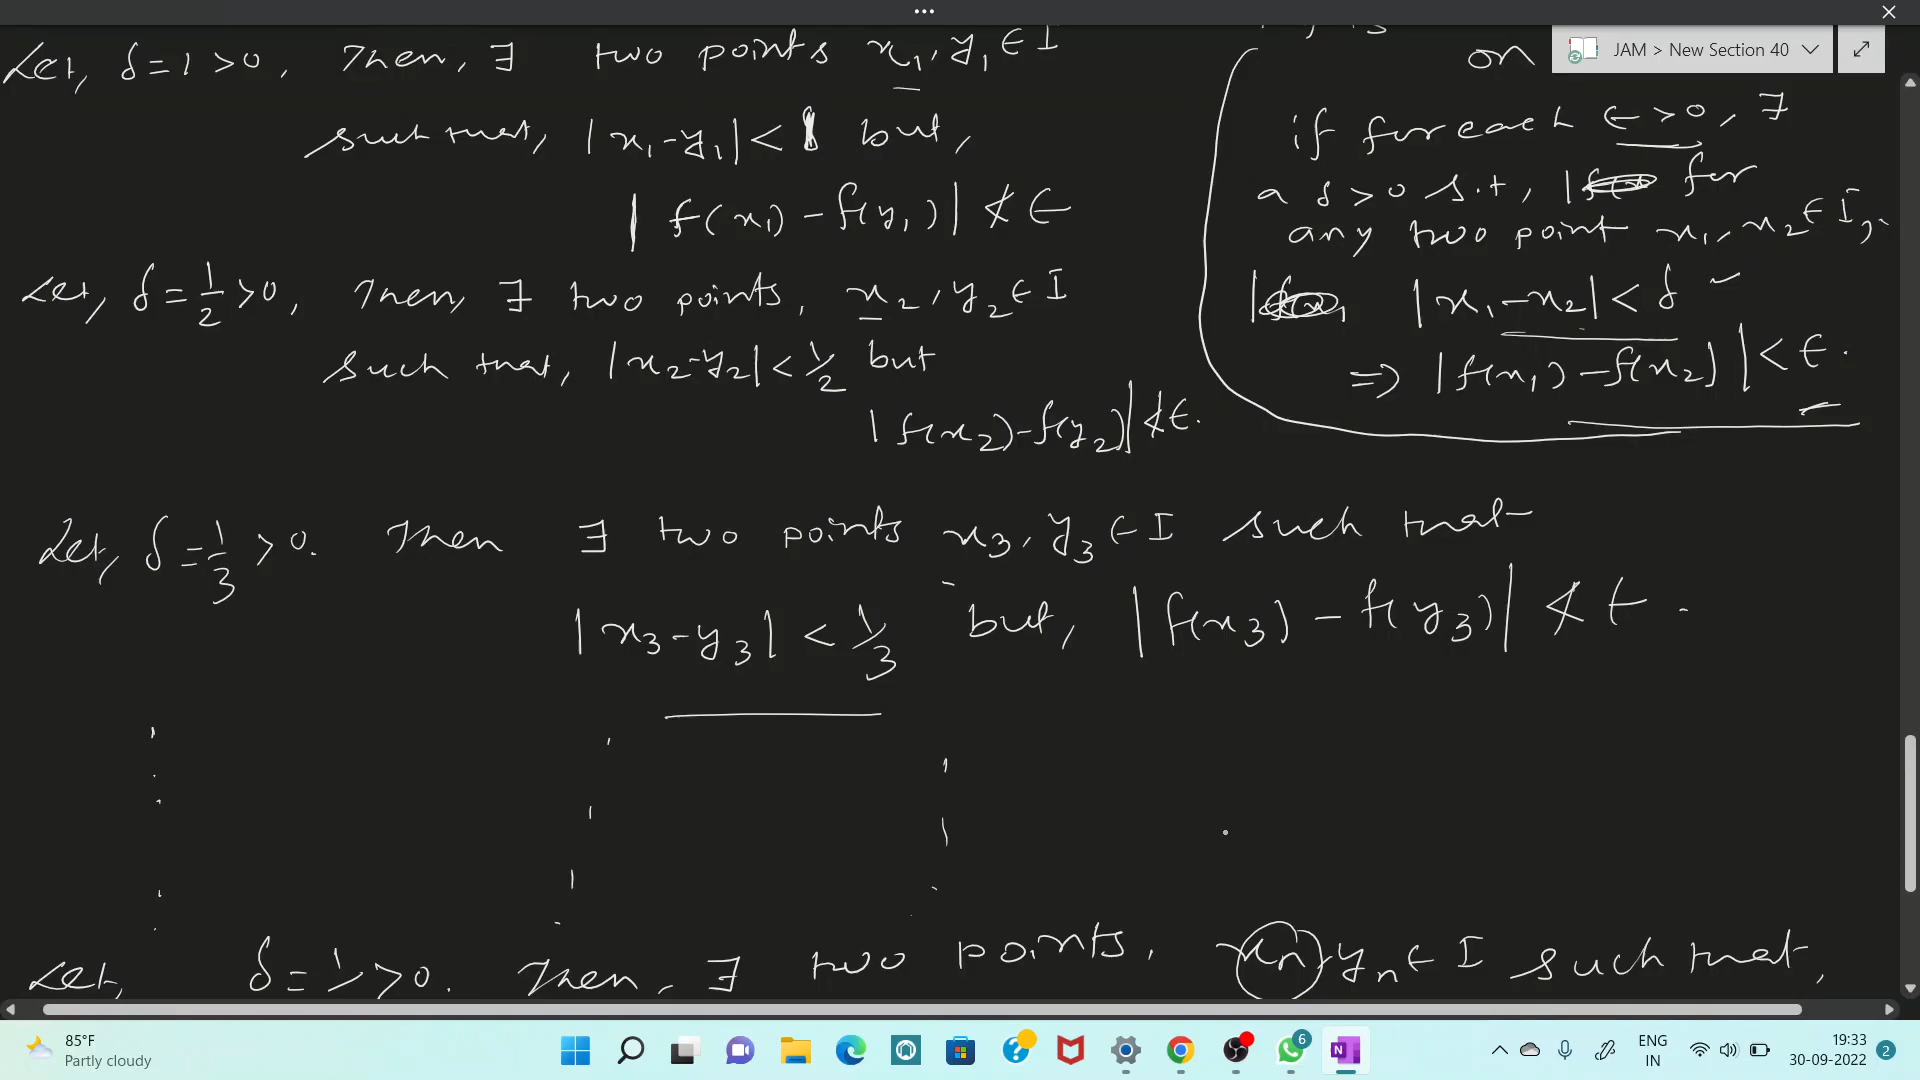 JAM > New Section 40
Let, δ = 1 > 0, Then, ∃ two points x₁, y₁ ∈ I
such that, |x₁ - y₁| < 1 but,
| f(x₁) - f(y₁) | ≮ ∈
Let, δ = 1/2 > 0, Then, ∃ two points, x₂, y₂ ∈ I
such that, |x₂ - y₂| < 1/2 but
| f(x₂) - f(y₂) | ≮ ∈.
on
if for each ∈ > 0, ∃
a δ > 0 s.t, for
any two point x₁, x₂ ∈ I,
|x₁ - x₂| < δ
=> |f(x₁) - f(x₂)| < ∈.
Let, δ = 1/3 > 0. Then ∃ two points x₃, y₃ ∈ I such that
|x₃ - y₃| < 1/3 but, |f(x₃) - f(y₃)| ≮ ∈.
Let, δ = 1/ > 0. Then, ∃ two points, xₙ, yₙ ∈ I such that,
85°F
Partly cloudy
6
ENG
IN
19:33
30-09-2022
2